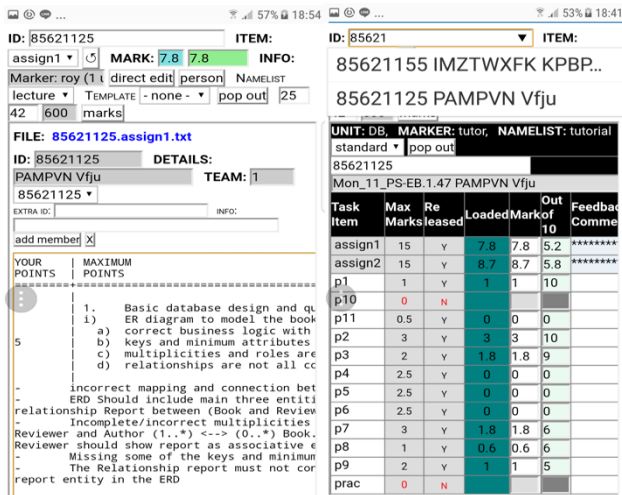 57% 18:54
ID: 85621125 ITEM:
assign1 MARK: 7.8 7.8 INFO:
Marker: roy (1 direct edit person NAMELIST
lecture TEMPLATE - none - pop out 25
42 600 marks
FILE: 85621125.assign1.txt
ID: 85621125 DETAILS:
PAMPVN Vfju TEAM: 1
85621125
EXTRA ID: INFO:
add member X
YOUR | MAXIMUM
POINTS | POINTS
1. Basic database design and qu
i) ER diagram to model the book
a) correct business logic with
5 b) keys and minimum attributes
c) multiplicities and roles are
d) relationships are not all co
- incorrect mapping and connection bet
- ERD Should include main three entiti
relationship Report between (Book and Review
- Incomplete/incorrect multiplicities
Reviewer and Author (1..*) <--> (0..*) Book.
Reviewer should show report as associative e
- Missing some of the keys and minimum
- The Relationship report must not con
report entity in the ERD
53% 18:41
ID: 85621 ITEM:
85621155 IMZTWXFK KPBP...
85621125 PAMPVN Vfju
UNIT: DB, MARKER: tutor, NAMELIST: tutorial
standard pop out
85621125
Mon_11_PS-EB.1.47 PAMPVN Vfju
Task Item Max Marks Re leased Loaded Mark Out of 10 Feedbac Comme
assign1 15 Y 7.8 7.8 5.2 ********
assign2 15 Y 8.7 8.7 5.8 ********
p1 1 Y 1 1 10
p10 0 N
p11 0.5 Y 0 0 0
p2 3 Y 3 3 10
p3 2 Y 1.8 1.8 9
p4 2.5 Y 0 0 0
p5 2.5 Y 0 0 0
p6 2.5 Y 0 0 0
p7 3 Y 1.8 1.8 6
p8 1 Y 0.6 0.6 6
p9 2 Y 1 1 5
prac 0 N